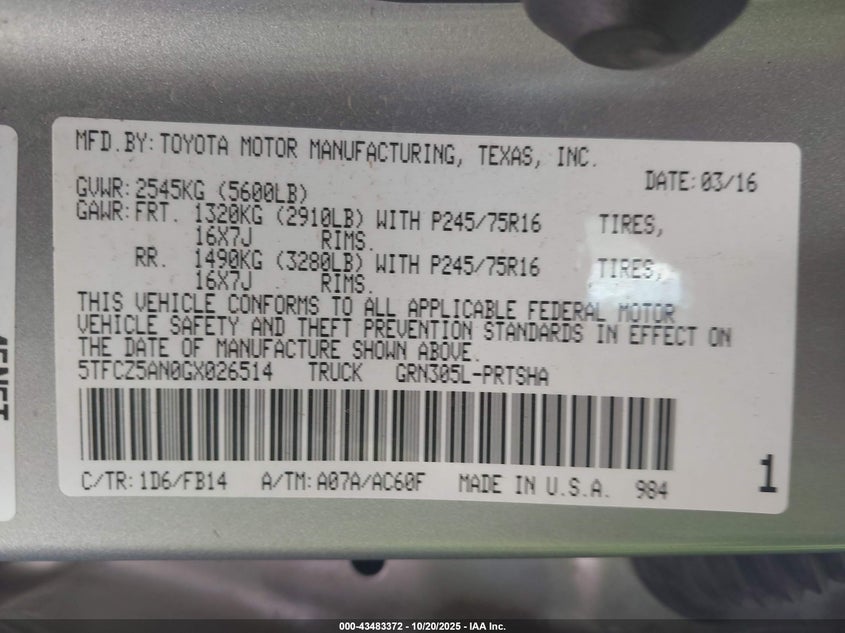 MFD.BY: TOYOTA MOTOR MANUFACTURING, TEXAS, INC.
DATE: 03/16
GVWR: 2545KG (5600LB)
GAWR: FRT. 1320KG (2910LB) WITH P245/75R16 TIRES,
16X7J RIMS.
RR. 1490KG (3280LB) WITH P245/75R16 TIRES,
16X7J RIMS.
THIS VEHICLE CONFORMS TO ALL APPLICABLE FEDERAL MOTOR
VEHICLE SAFETY AND THEFT PREVENTION STANDARDS IN EFFECT ON
THE DATE OF MANUFACTURE SHOWN ABOVE.
5TFCZ5AN0GX026514 TRUCK GRN305L-PRTSHA
C/TR: 1D6/FB14 A/TM: A07A/AC60F MADE IN U.S.A. 984
1
000-43483372 - 10/20/2025 - IAA Inc.